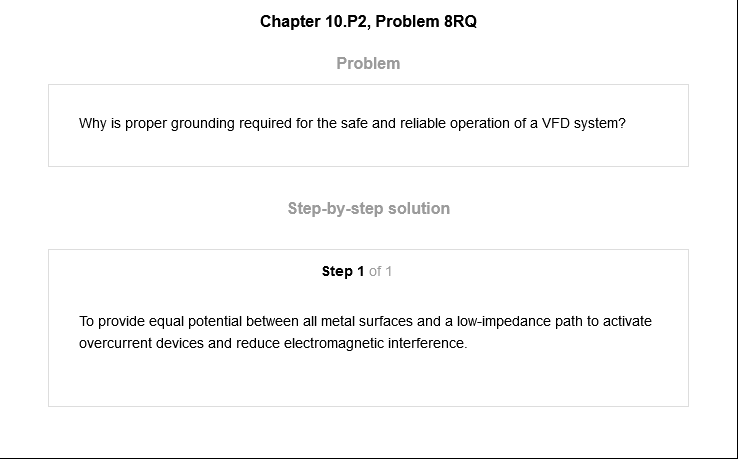 Chapter 10.P2, Problem 8RQ
Problem
Why is proper grounding required for the safe and reliable operation of a VFD system?
Step-by-step solution
Step 1 of 1
To provide equal potential between all metal surfaces and a low-impedance path to activate
overcurrent devices and reduce electromagnetic interference.